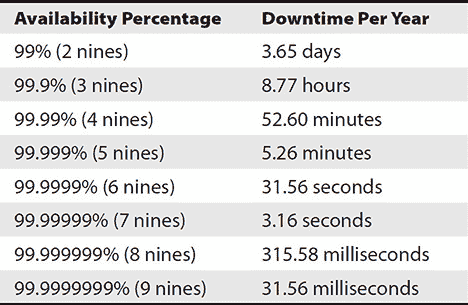 Availability Percentage Downtime Per Year
99% (2 nines) 3.65 days
99.9% (3 nines) 8.77 hours
99.99% (4 nines) 52.60 minutes
99.999% (5 nines) 5.26 minutes
99.9999% (6 nines) 31.56 seconds
99.99999% (7 nines) 3.16 seconds
99.999999% (8 nines) 315.58 milliseconds
99.9999999% (9 nines) 31.56 milliseconds